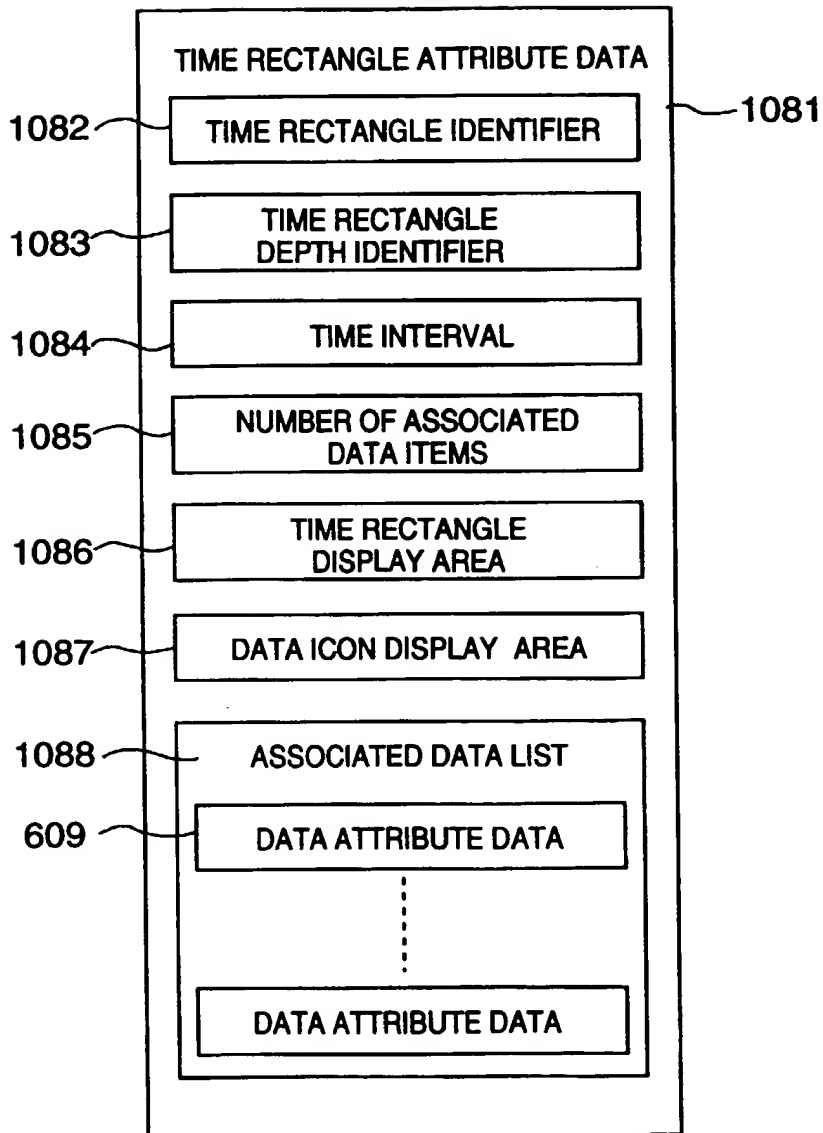 TIME RECTANGLE ATTRIBUTE DATA
1081
1082
TIME RECTANGLE IDENTIFIER
1083
TIME RECTANGLE
DEPTH IDENTIFIER
1084
TIME INTERVAL
1085
NUMBER OF ASSOCIATED
DATA ITEMS
1086
TIME RECTANGLE
DISPLAY AREA
1087
DATA ICON DISPLAY AREA
1088
ASSOCIATED DATA LIST
609
DATA ATTRIBUTE DATA
DATA ATTRIBUTE DATA